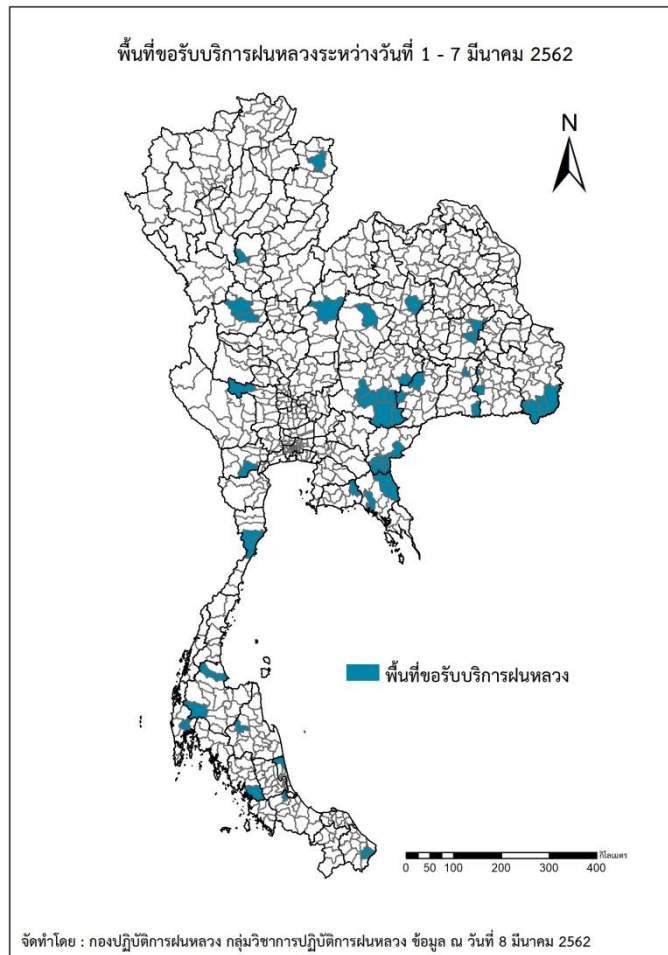 พื้นที่ขอรับบริการฝนหลวงระหว่างวันที่ 1 - 7 มีนาคม 2562
N
พื้นที่ขอรับบริการฝนหลวง
กิโลเมตร
0 50 100 200 300 400
จัดทำโดย : กองปฏิบัติการฝนหลวง กลุ่มวิชาการปฏิบัติการฝนหลวง ข้อมูล ณ วันที่ 8 มีนาคม 2562